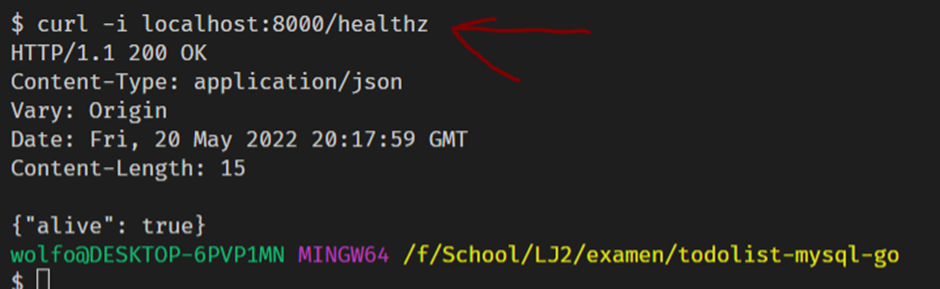 $ curl -i localhost:8000/healthz
HTTP/1.1 200 OK
Content-Type: application/json
Vary: Origin
Date: Fri, 20 May 2022 20:17:59 GMT
Content-Length: 15
{"alive": true}
wolfo@DESKTOP-6PVP1MN MINGW64 /f/School/LJ2/examen/todolist-mysql-go
$